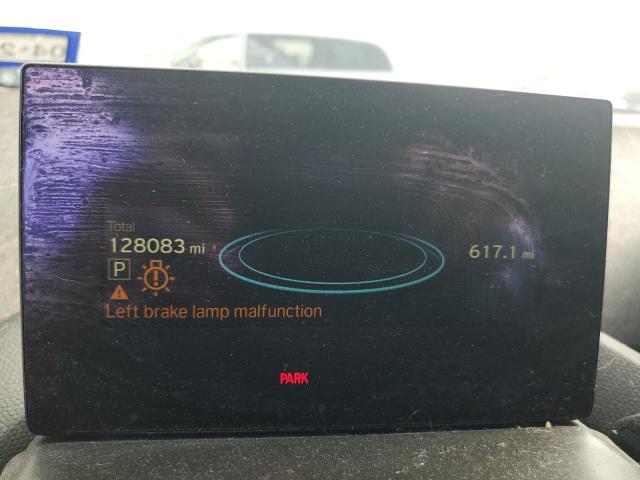 Total
128083 mi
617.1 mi
P
Left brake lamp malfunction
PARK